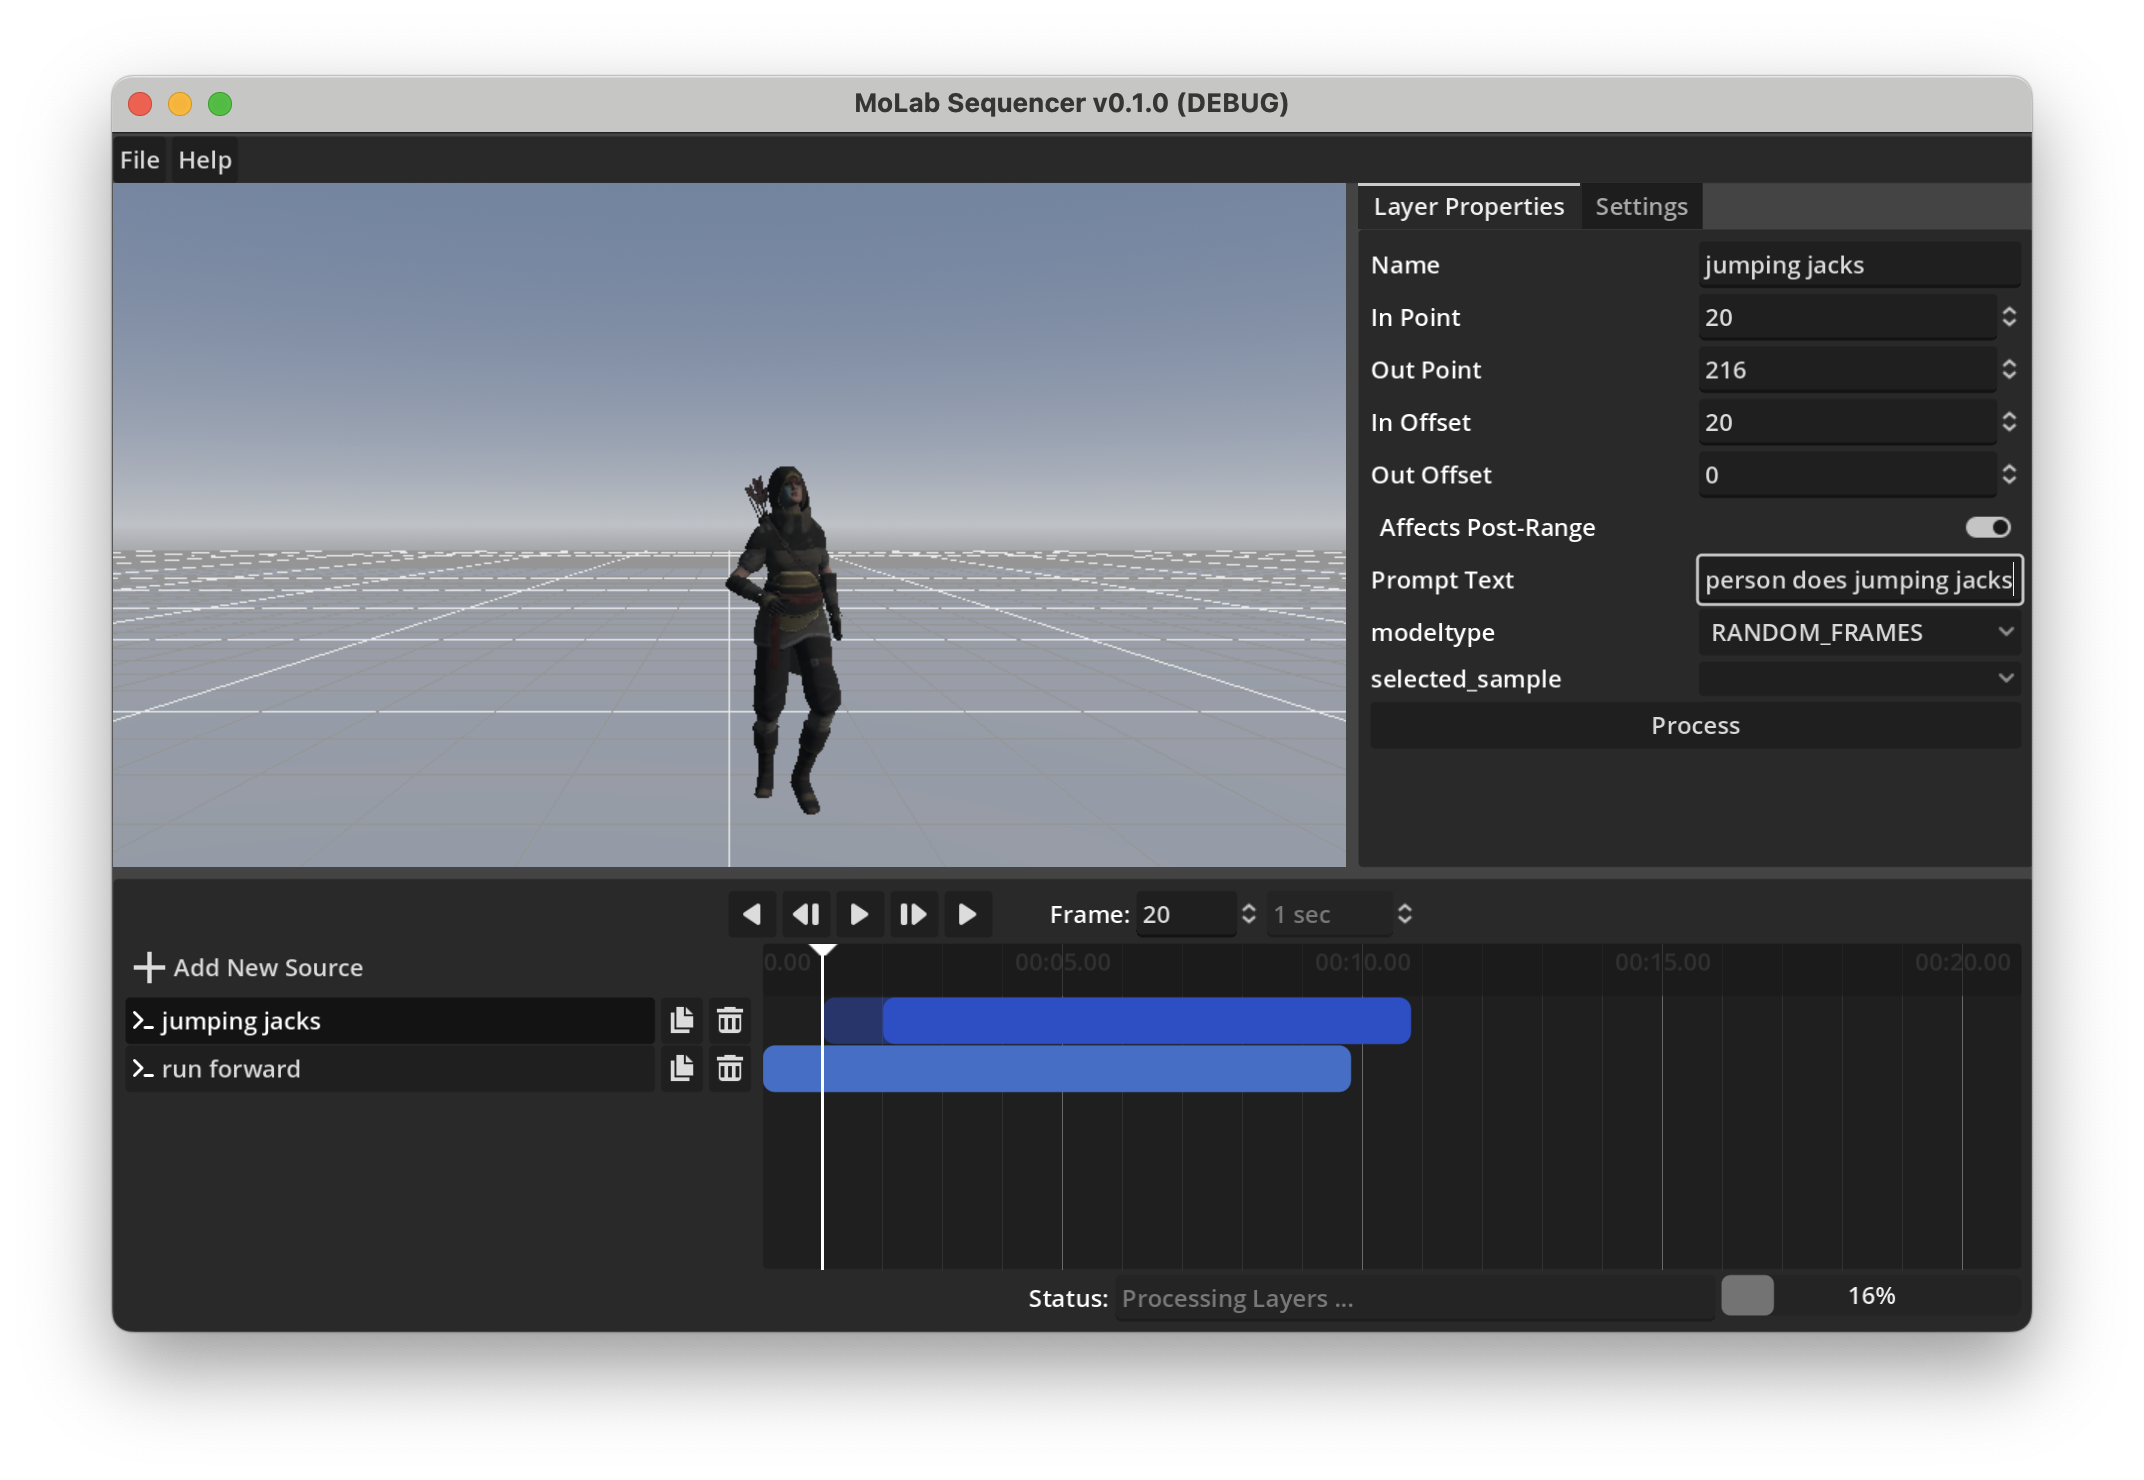 MoLab Sequencer v0.1.0 (DEBUG)
File Help
Layer Properties Settings
Name jumping jacks
In Point 20
Out Point 216
In Offset 20
Out Offset 0
Affects Post-Range
Prompt Text person does jumping jacks
modeltype RANDOM_FRAMES
selected_sample
Process
Frame: 20 1 sec
Add New Source
0.00 00:05.00 00:10.00 00:15.00 00:20.00
jumping jacks
run forward
Status: Processing Layers ... 16%